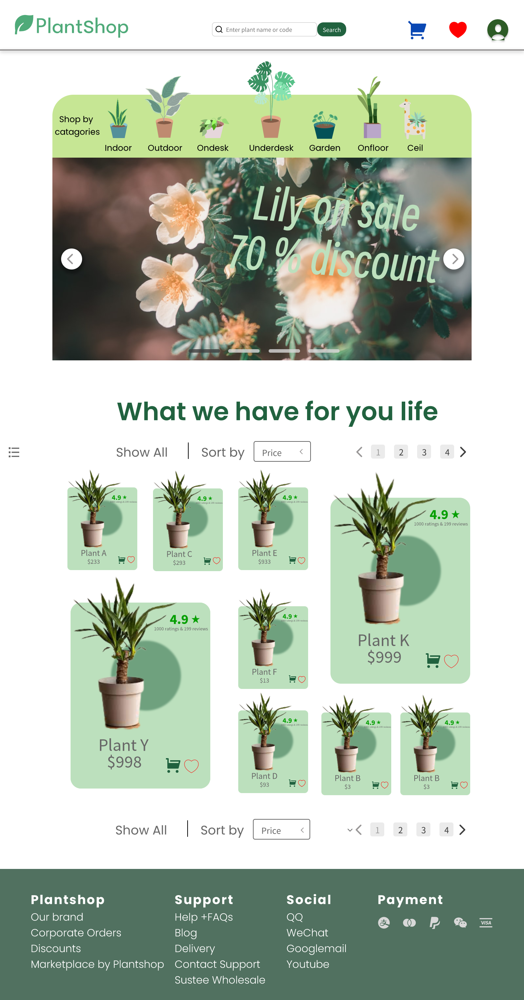 PlantShop
Enter plant name or code
Search
Shop by
catagories
Indoor
Outdoor
Ondesk
Underdesk
Garden
Onfloor
Ceil
Lily on sale
70 % discount
What we have for you life
Show All
Sort by
Price
1 2 3 4
4.9
1000 ratings & 199 reviews
Plant A
$233
4.9
1000 ratings & 199 reviews
Plant C
$293
4.9
1000 ratings & 199 reviews
Plant E
$933
4.9
1000 ratings & 199 reviews
Plant K
$999
4.9
1000 ratings & 199 reviews
Plant Y
$998
4.9
1000 ratings & 199 reviews
Plant F
$13
4.9
1000 ratings & 199 reviews
Plant D
$93
4.9
1000 ratings & 199 reviews
Plant B
$3
4.9
1000 ratings & 199 reviews
Plant B
$3
Show All
Sort by
Price
1 2 3 4
Plantshop
Our brand
Corporate Orders
Discounts
Marketplace by Plantshop
Support
Help +FAQs
Blog
Delivery
Contact Support
Sustee Wholesale
Social
QQ
WeChat
Googlemail
Youtube
Payment
支
VISA